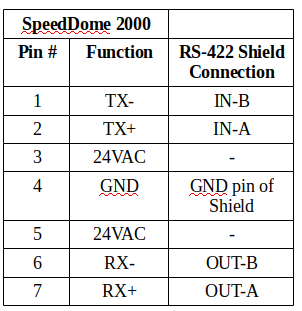 SpeedDome 2000
Pin # Function RS-422 Shield
Connection
1 TX- IN-B
2 TX+ IN-A
3 24VAC -
4 GND GND pin of
Shield
5 24VAC -
6 RX- OUT-B
7 RX+ OUT-A